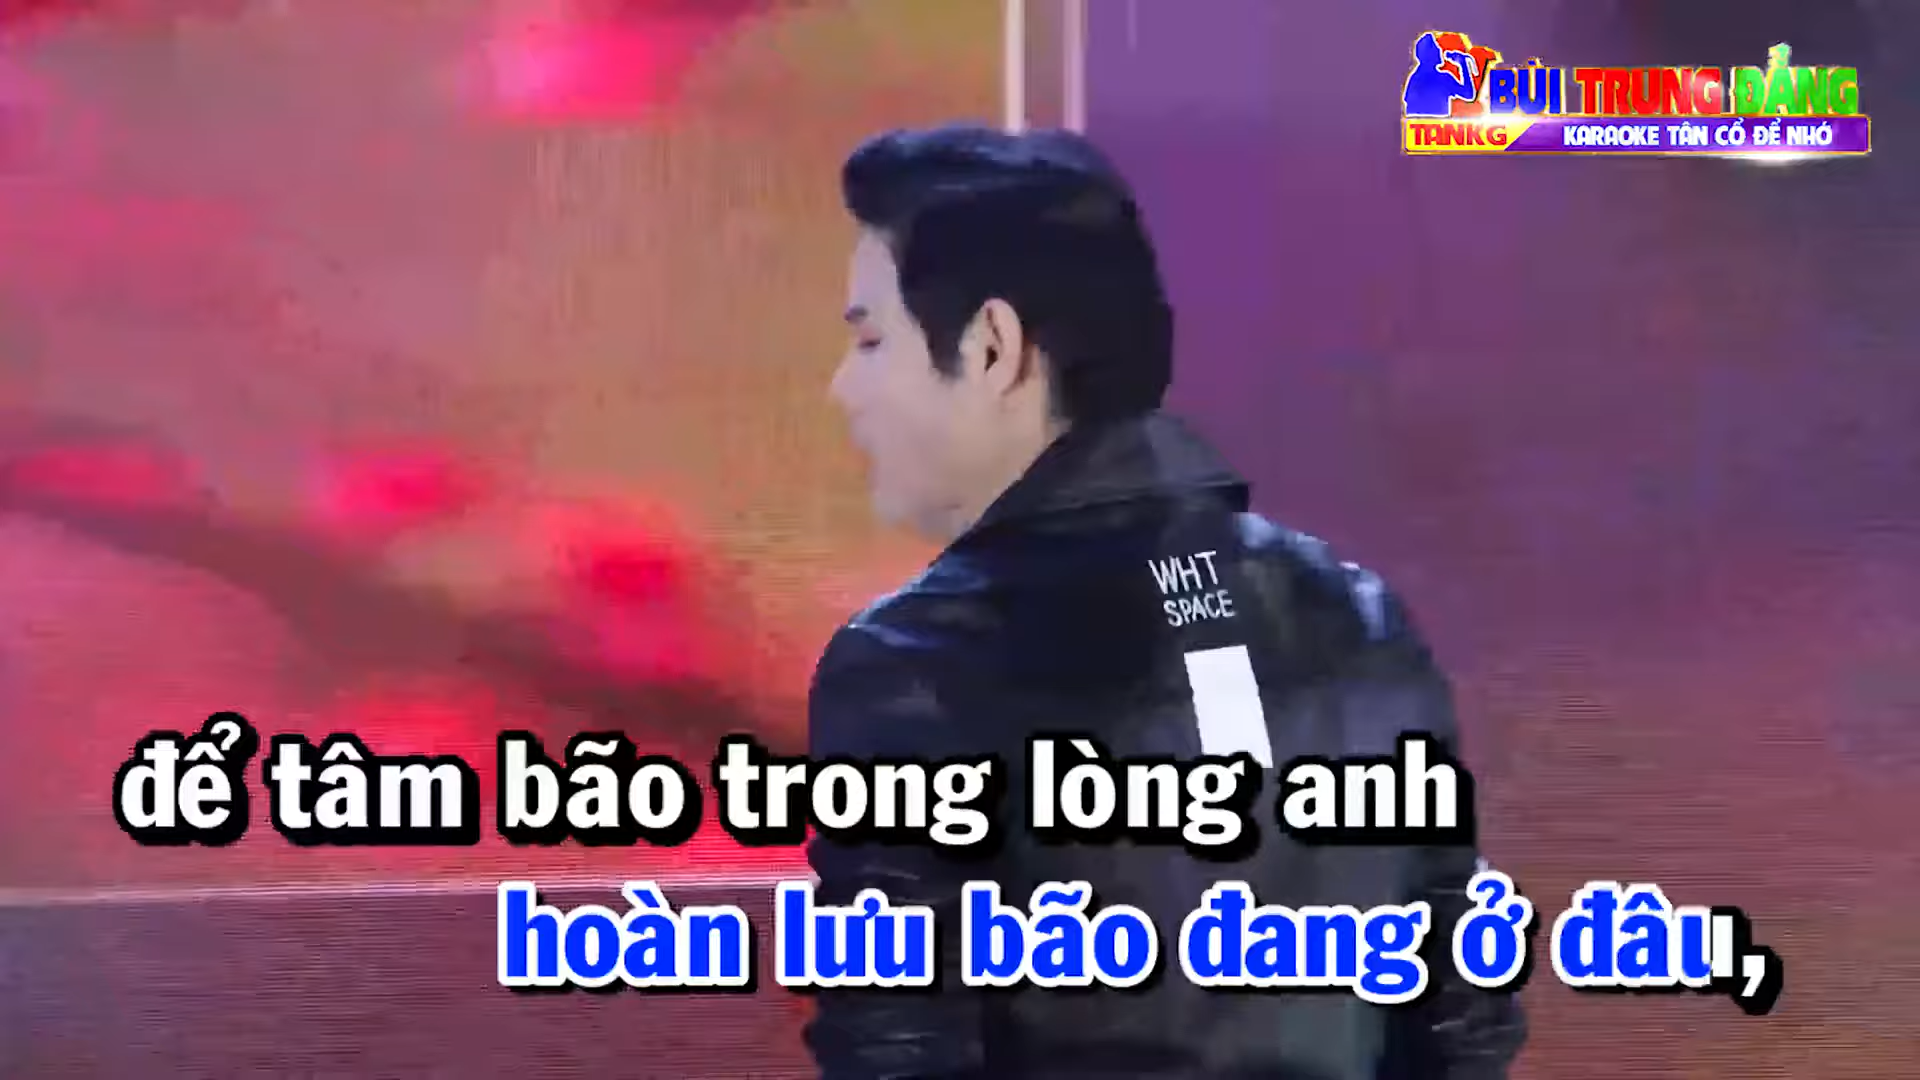 BÙI TRUNG ĐẲNG
TANKG KARAOKE TÂN CỔ ĐỂ NHỚ
WHT
SPACE
để tâm bão trong lòng anh
hoàn lưu bão đang ở đâu,